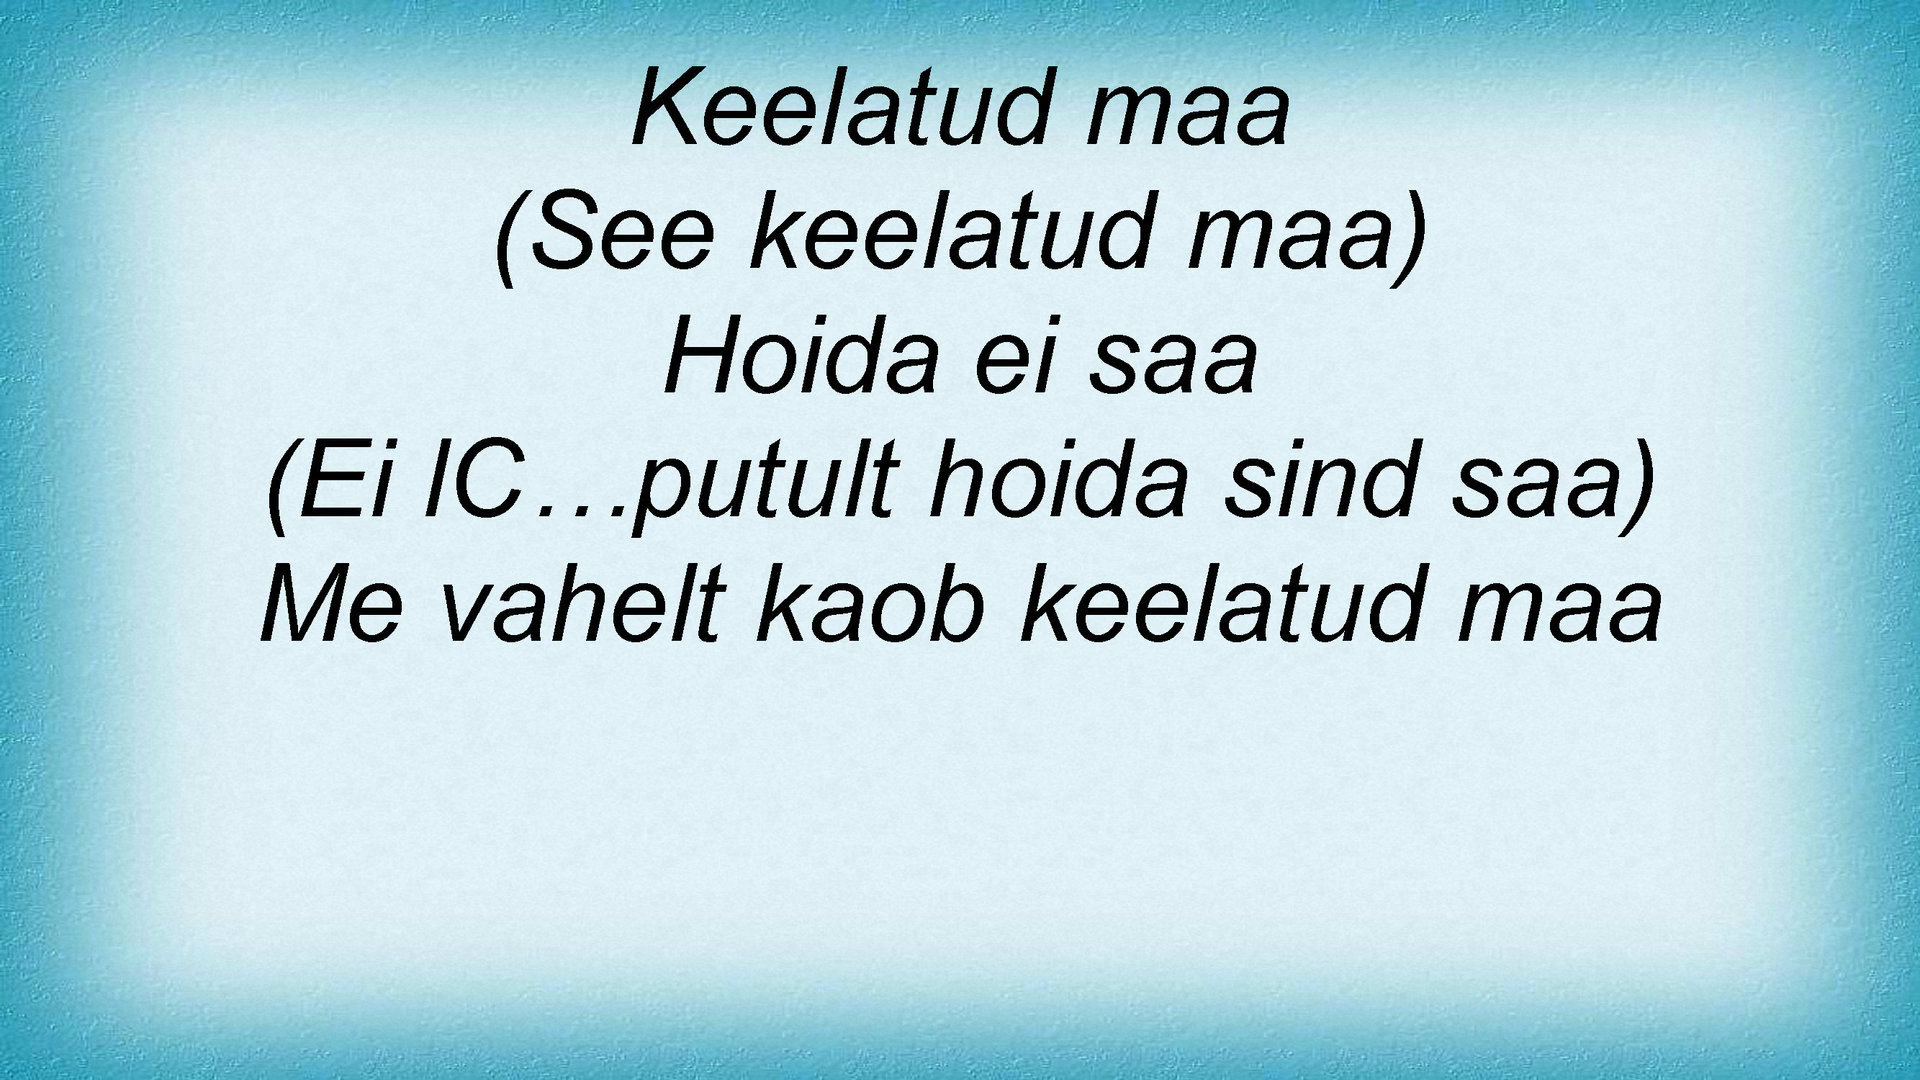 Keelatud maa
(See keelatud maa)
Hoida ei saa
(Ei lC…putult hoida sind saa)
Me vahelt kaob keelatud maa